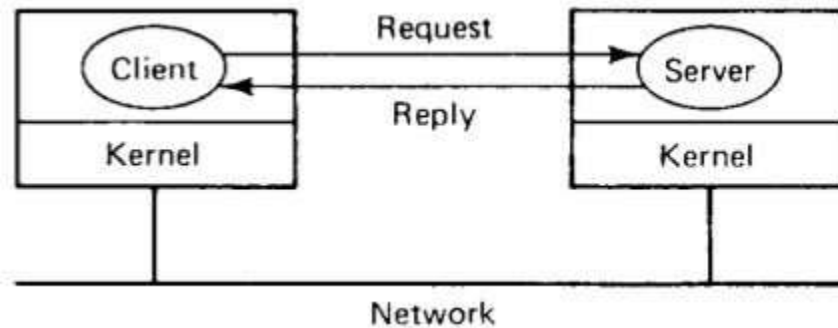 Request
Client
Server
Reply
Kernel
Kernel
Network